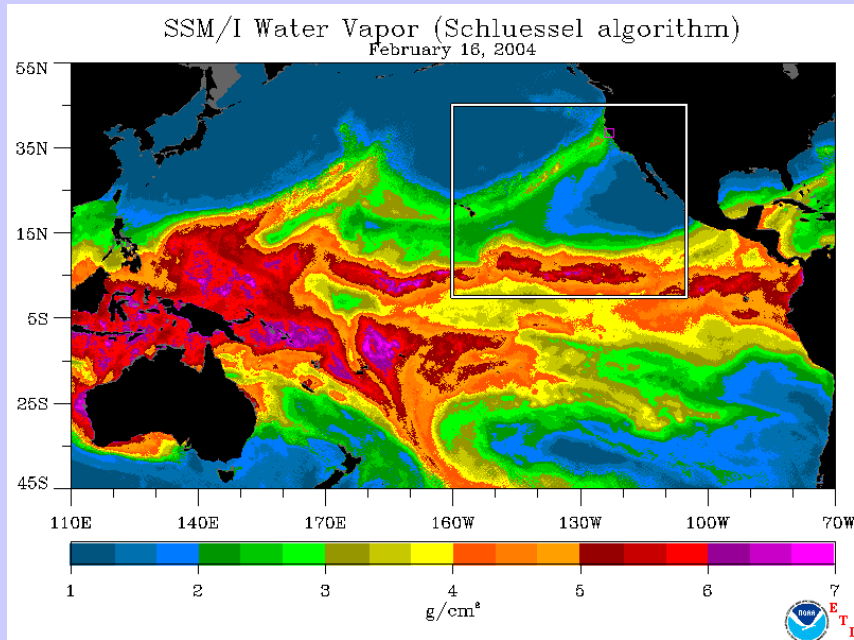 SSM/I Water Vapor (Schluessel algorithm)
February 16, 2004
55N
35N
15N
5S
25S
45S
110E 140E 170E 160W 130W 100W 70W
1 2 3 4 5 6 7
g/cm²
NOAA
E
T
L